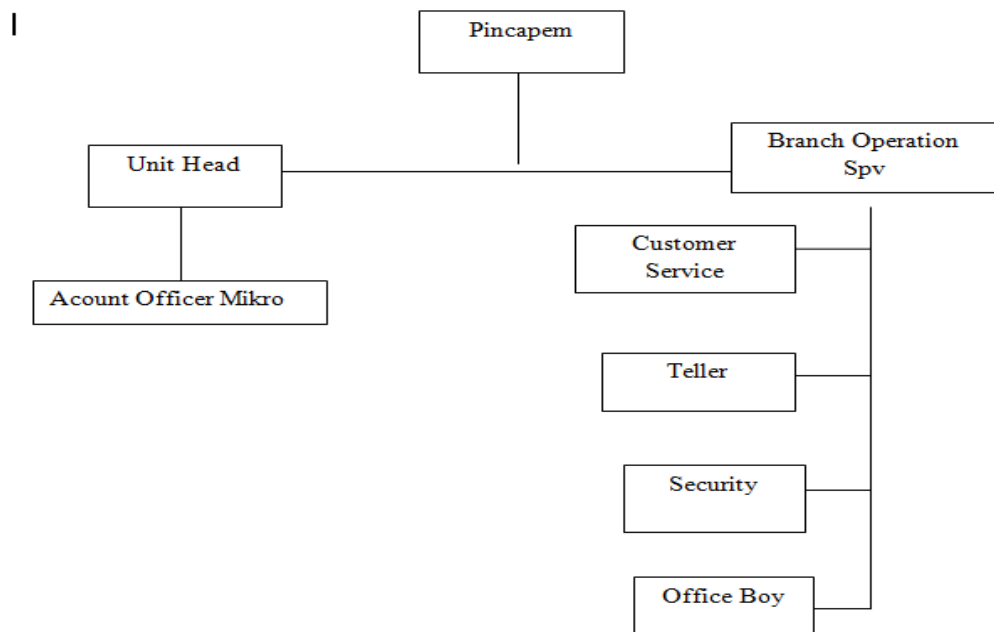 Pincapem
Branch Operation
Spv
Unit Head
Customer
Service
Acount Officer Mikro
Teller
Security
Office Boy